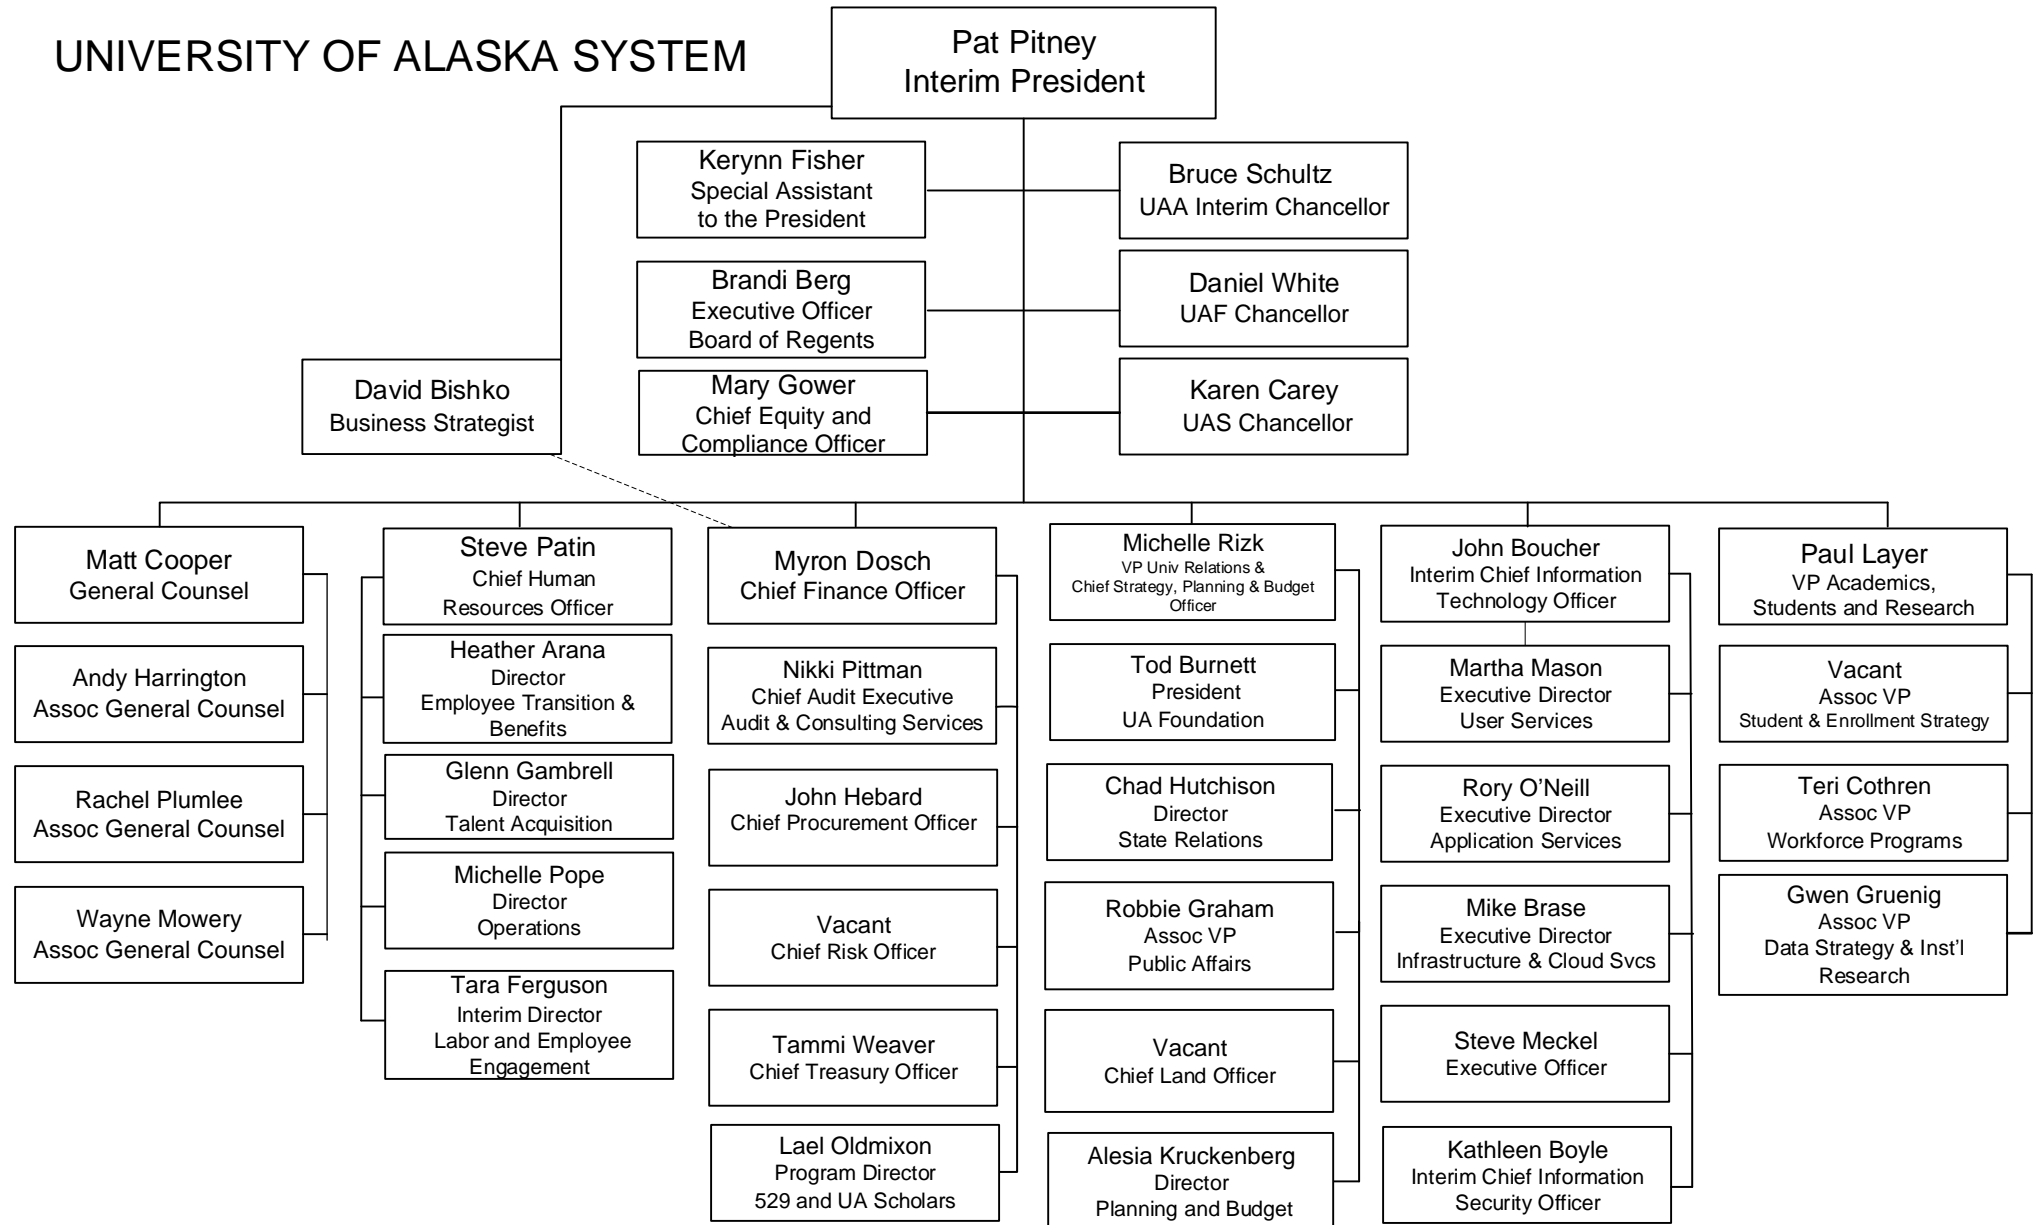 UNIVERSITY OF ALASKA SYSTEM
Pat Pitney
Interim President
Kerynn Fisher
Special Assistant
to the President
Bruce Schultz
UAA Interim Chancellor
Brandi Berg
Executive Officer
Board of Regents
Daniel White
UAF Chancellor
David Bishko
Business Strategist
Mary Gower
Chief Equity and
Compliance Officer
Karen Carey
UAS Chancellor
Matt Cooper
General Counsel
Andy Harrington
Assoc General Counsel
Rachel Plumlee
Assoc General Counsel
Wayne Mowery
Assoc General Counsel
Steve Patin
Chief Human
Resources Officer
Heather Arana
Director
Employee Transition &
Benefits
Glenn Gambrell
Director
Talent Acquisition
Michelle Pope
Director
Operations
Tara Ferguson
Interim Director
Labor and Employee
Engagement
Myron Dosch
Chief Finance Officer
Nikki Pittman
Chief Audit Executive
Audit & Consulting Services
John Hebard
Chief Procurement Officer
Vacant
Chief Risk Officer
Tammi Weaver
Chief Treasury Officer
Lael Oldmixon
Program Director
529 and UA Scholars
Michelle Rizk
VP Univ Relations &
Chief Strategy, Planning & Budget
Officer
Tod Burnett
President
UA Foundation
Chad Hutchison
Director
State Relations
Robbie Graham
Assoc VP
Public Affairs
Vacant
Chief Land Officer
Alesia Kruckenberg
Director
Planning and Budget
John Boucher
Interim Chief Information
Technology Officer
Martha Mason
Executive Director
User Services
Rory O’Neill
Executive Director
Application Services
Mike Brase
Executive Director
Infrastructure & Cloud Svcs
Steve Meckel
Executive Officer
Kathleen Boyle
Interim Chief Information
Security Officer
Paul Layer
VP Academics,
Students and Research
Vacant
Assoc VP
Student & Enrollment Strategy
Teri Cothren
Assoc VP
Workforce Programs
Gwen Gruenig
Assoc VP
Data Strategy & Inst’l
Research